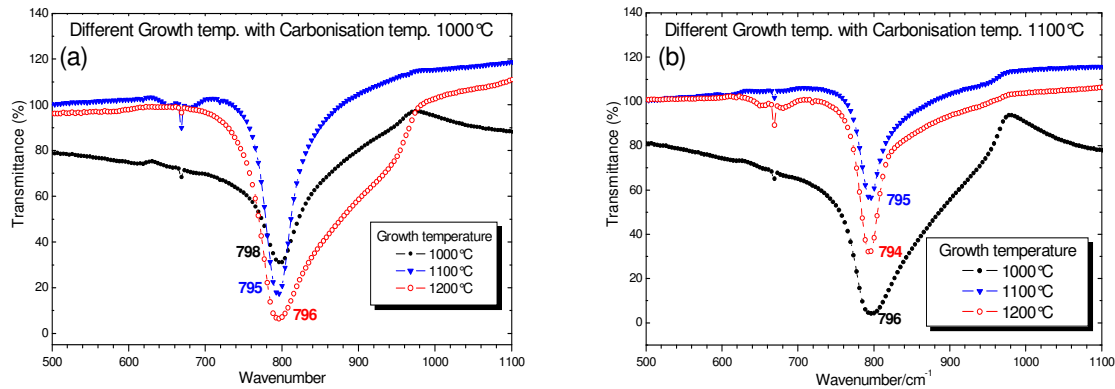 Different Growth temp. with Carbonisation temp. 1000°C
(a)
Transmittance (%)
140
120
100
80
60
40
20
0
798
795
796
Growth temperature
1000°C
1100°C
1200°C
500 600 700 800 900 1000 1100
Wavenumber
Different Growth temp. with Carbonisation temp. 1100°C
(b)
Transmittance (%)
140
120
100
80
60
40
20
0
795
794
796
Growth temperature
1000°C
1100°C
1200°C
500 600 700 800 900 1000 1100
Wavenumber/cm⁻¹